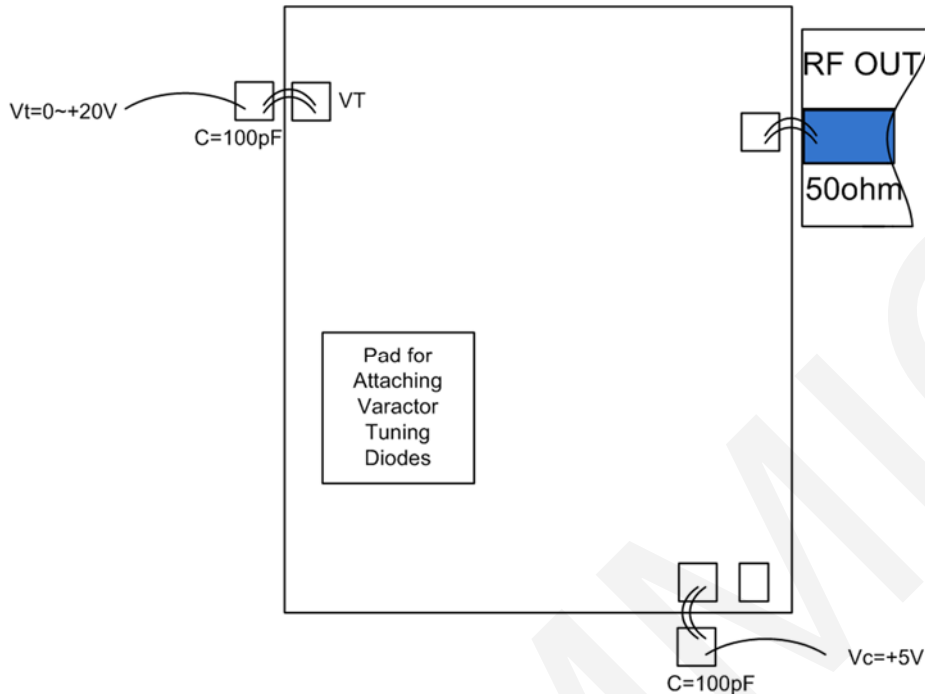 RF OUT
Vt=0~+20V
VT
C=100pF
50ohm
Pad for
Attaching
Varactor
Tuning
Diodes
Vc=+5V
C=100pF